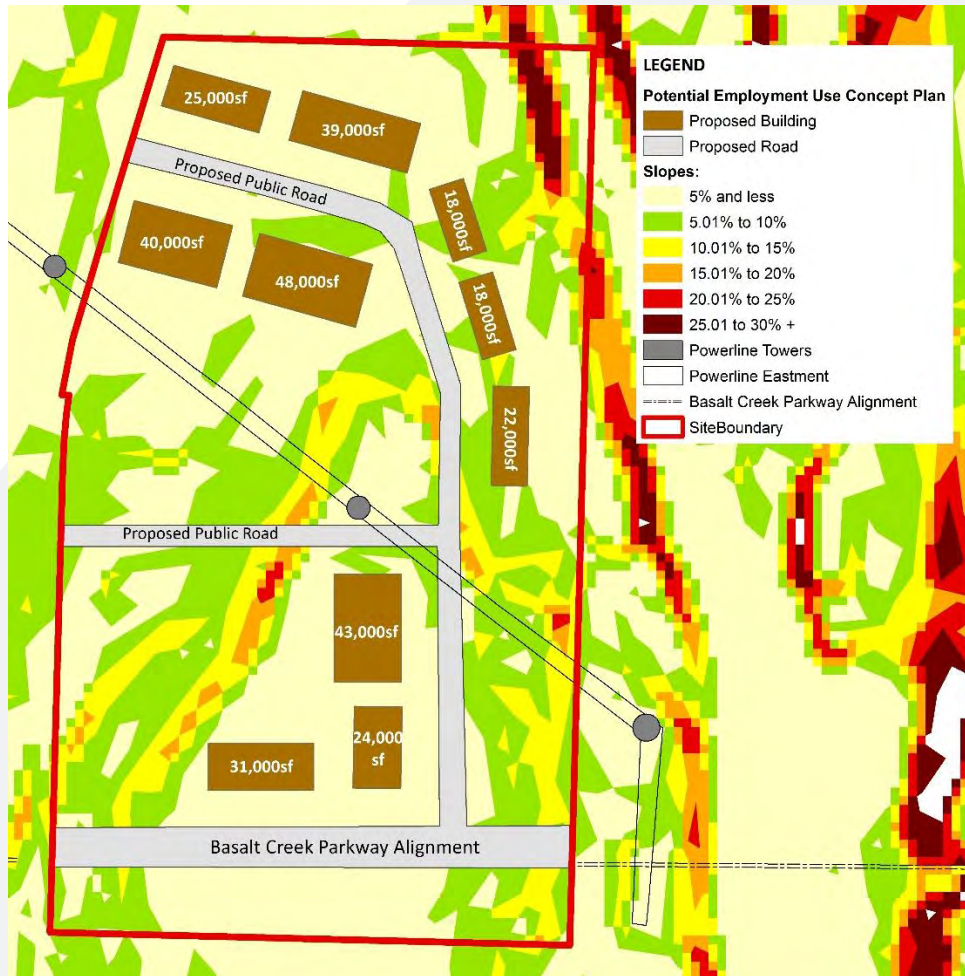 LEGEND
Potential Employment Use Concept Plan
Proposed Building
Proposed Road
Slopes:
5% and less
5.01% to 10%
10.01% to 15%
15.01% to 20%
20.01% to 25%
25.01 to 30% +
Powerline Towers
Powerline Eastment
Basalt Creek Parkway Alignment
SiteBoundary
25,000sf
39,000sf
Proposed Public Road
18,000sf
40,000sf
48,000sf
18,000sf
22,000sf
Proposed Public Road
43,000sf
24,000
sf
31,000sf
Basalt Creek Parkway Alignment